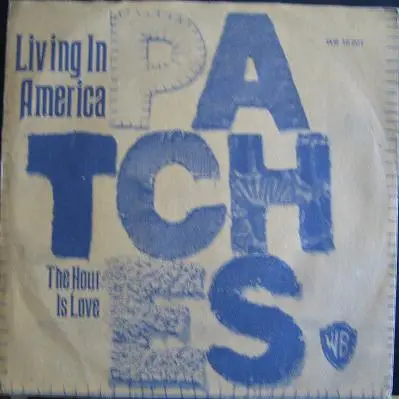 Living In
America
PA
TCH
ES
The Hour
Is Love
WB